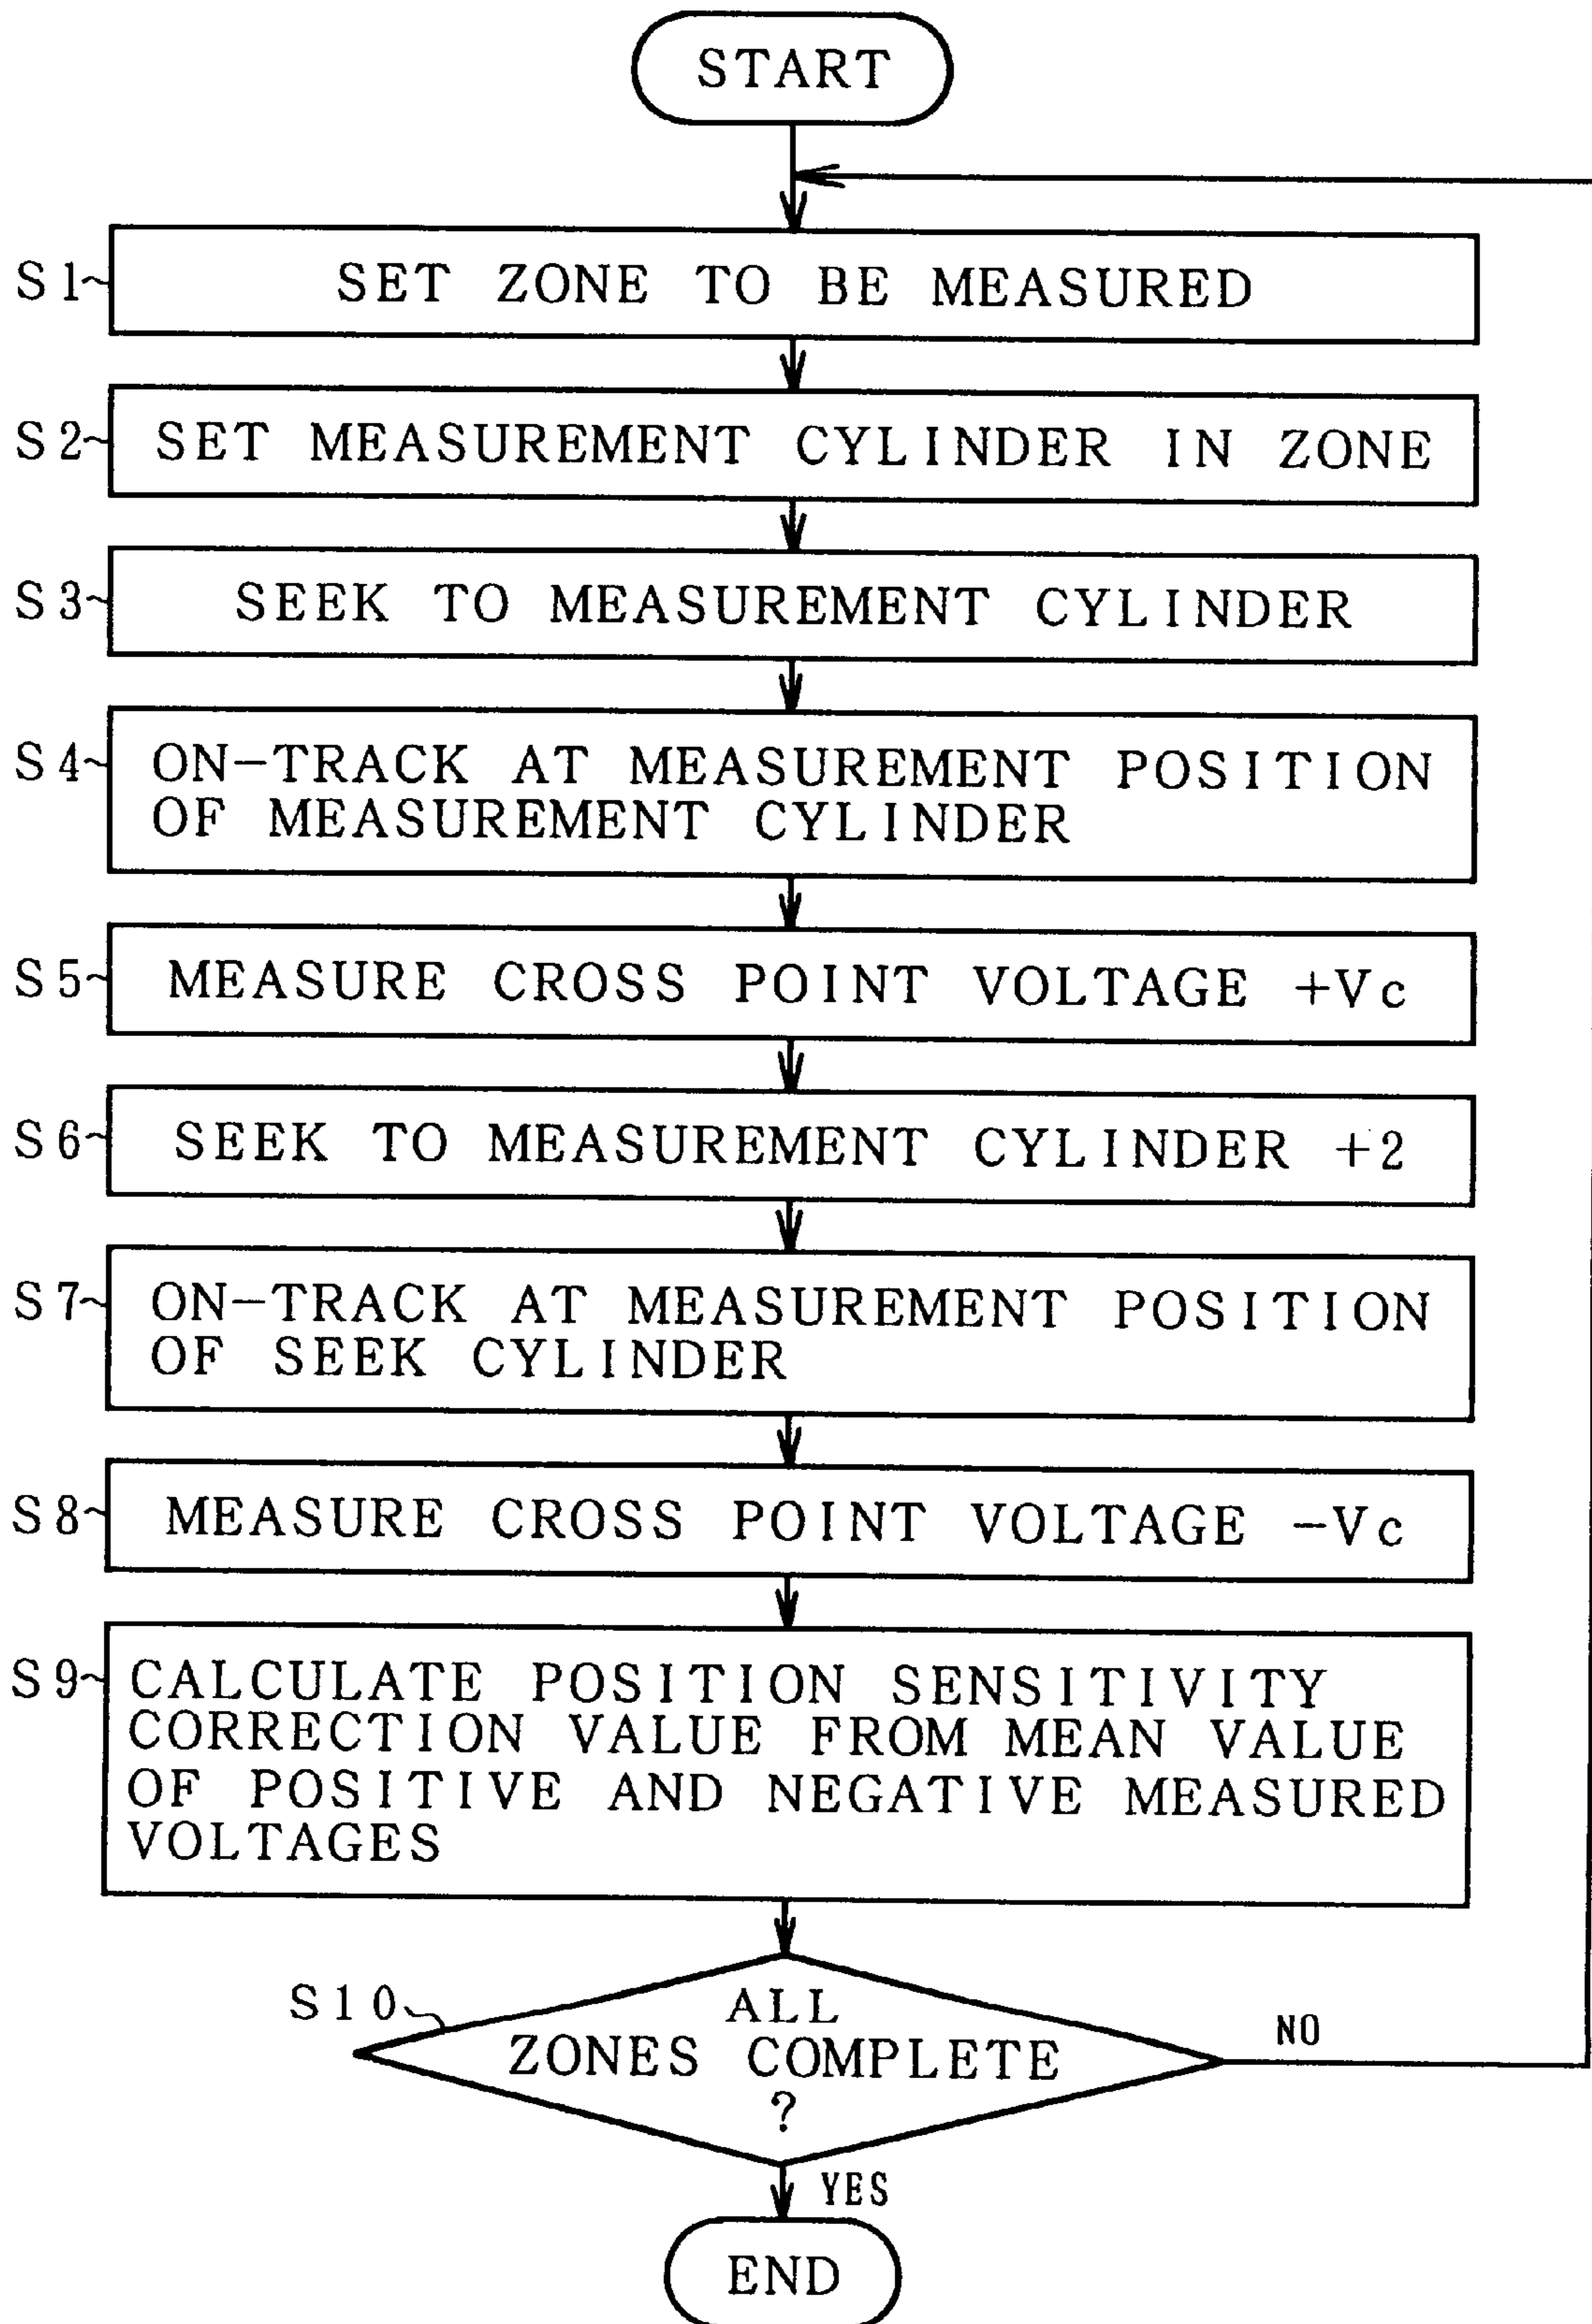 START
S1
SET ZONE TO BE MEASURED
S2
SET MEASUREMENT CYLINDER IN ZONE
S3
SEEK TO MEASUREMENT CYLINDER
S4
ON-TRACK AT MEASUREMENT POSITION
OF MEASUREMENT CYLINDER
S5
MEASURE CROSS POINT VOLTAGE +Vc
S6
SEEK TO MEASUREMENT CYLINDER +2
S7
ON-TRACK AT MEASUREMENT POSITION
OF SEEK CYLINDER
S8
MEASURE CROSS POINT VOLTAGE -Vc
S9
CALCULATE POSITION SENSITIVITY
CORRECTION VALUE FROM MEAN VALUE
OF POSITIVE AND NEGATIVE MEASURED
VOLTAGES
S10
ALL
ZONES COMPLETE
?
NO
YES
END